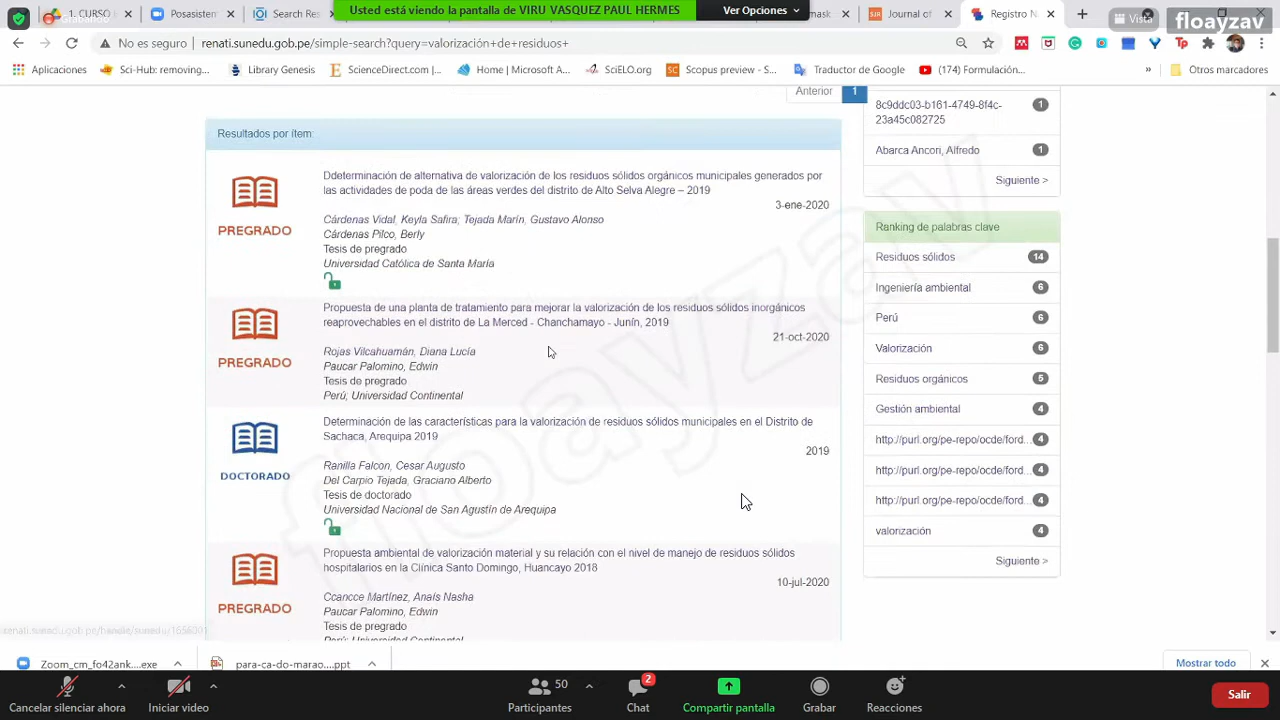 1_CURSO
Posasisten
Search Res
Usted está viendo la pantalla de VIRU VASQUEZ PAUL HERMES
Ver Opciones
Journal of
Registro N
Grabando
Vista
floayzav
No es seguro
renati.sunedu.gob.pe/simple-search?query=valorización+de+residuos+
Aplicaciones
Sci-Hub: removing...
Library Genesis
ScienceDirect.com |...
Home | Microsoft A...
SciELO.org
Scopus preview - S...
Traductor de Google
(174) Formulación...
Otros marcadores
Anterior
1
Resultados por ítem:
PREGRADO
Ddeterminación de alternativa de valorización de los residuos sólidos orgánicos municipales generados por
las actividades de poda de las áreas verdes del distrito de Alto Selva Alegre – 2019
3-ene-2020
Cárdenas Vidal, Keyla Safira; Tejada Marín, Gustavo Alonso
Cárdenas Pilco, Berly
Tesis de pregrado
Universidad Católica de Santa María
PREGRADO
Propuesta de una planta de tratamiento para mejorar la valorización de los residuos sólidos inorgánicos
reaprovechables en el distrito de La Merced - Chanchamayo - Junín, 2019
21-oct-2020
Rojas Vilcahuamán, Diana Lucía
Paucar Palomino, Edwin
Tesis de pregrado
Perú; Universidad Continental
DOCTORADO
Determinación de las características para la valorización de residuos sólidos municipales en el Distrito de
Sachaca, Arequipa 2019
2019
Ranilla Falcon, Cesar Augusto
Del Carpio Tejada, Graciano Alberto
Tesis de doctorado
Universidad Nacional de San Agustín de Arequipa
PREGRADO
Propuesta ambiental de valorización material y su relación con el nivel de manejo de residuos sólidos
hospitalarios en la Clínica Santo Domingo, Huancayo 2018
10-jul-2020
Ccancce Martínez, Anaís Nasha
Paucar Palomino, Edwin
Tesis de pregrado
Perú; Universidad Continental
8c9ddc03-b161-4749-8f4c-
23a45c082725
1
Abarca Ancori, Alfredo
1
Siguiente >
Ranking de palabras clave
Residuos sólidos
14
Ingeniería ambiental
6
Perú
6
Valorización
6
Residuos orgánicos
5
Gestión ambiental
4
http://purl.org/pe-repo/ocde/ford...
4
http://purl.org/pe-repo/ocde/ford...
4
http://purl.org/pe-repo/ocde/ford...
4
valorización
4
Siguiente >
floayzav
Zoom_cm_fo42ank....exe
para-ca-do-marao....ppt
Mostrar todo
Cancelar silenciar ahora
Iniciar video
50
Participantes
2
Chat
Compartir pantalla
Grabar
Reacciones
Salir